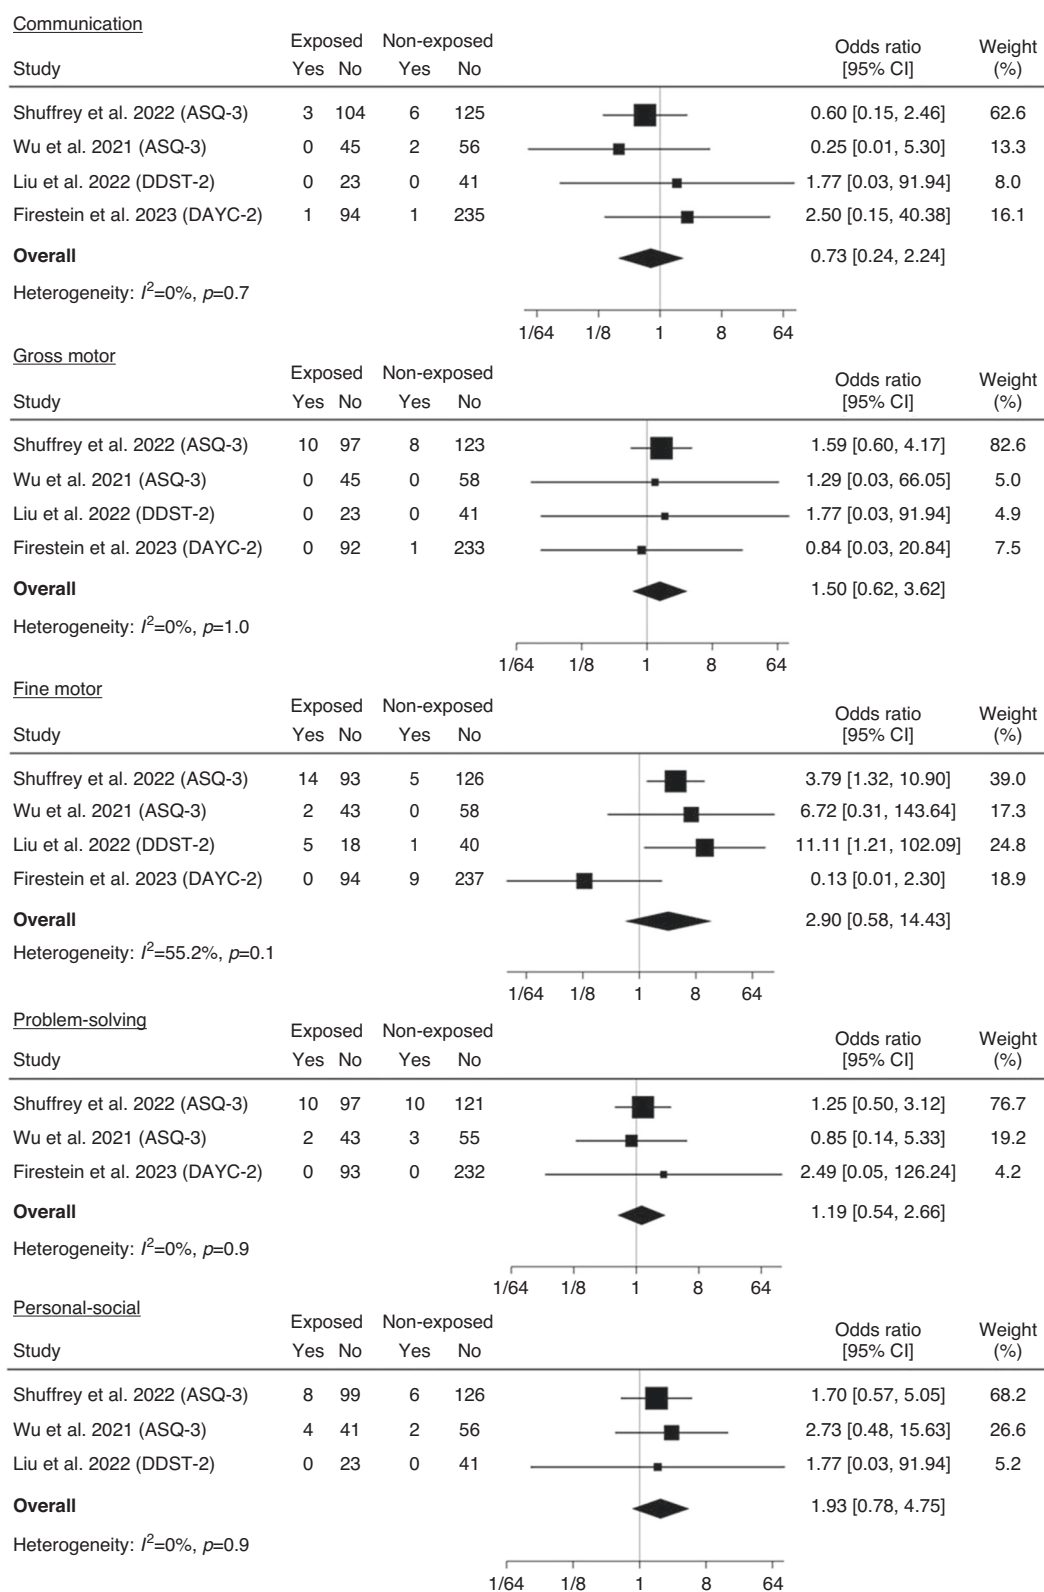 Communication
Exposed Non-exposed Odds ratio Weight
Study Yes No Yes No [95% CI] (%)
Shuffrey et al. 2022 (ASQ-3) 3 104 6 125 0.60 [0.15, 2.46] 62.6
Wu et al. 2021 (ASQ-3) 0 45 2 56 0.25 [0.01, 5.30] 13.3
Liu et al. 2022 (DDST-2) 0 23 0 41 1.77 [0.03, 91.94] 8.0
Firestein et al. 2023 (DAYC-2) 1 94 1 235 2.50 [0.15, 40.38] 16.1
Overall 0.73 [0.24, 2.24]
Heterogeneity: I²=0%, p=0.7
1/64 1/8 1 8 64
Gross motor
Exposed Non-exposed Odds ratio Weight
Study Yes No Yes No [95% CI] (%)
Shuffrey et al. 2022 (ASQ-3) 10 97 8 123 1.59 [0.60, 4.17] 82.6
Wu et al. 2021 (ASQ-3) 0 45 0 58 1.29 [0.03, 66.05] 5.0
Liu et al. 2022 (DDST-2) 0 23 0 41 1.77 [0.03, 91.94] 4.9
Firestein et al. 2023 (DAYC-2) 0 92 1 233 0.84 [0.03, 20.84] 7.5
Overall 1.50 [0.62, 3.62]
Heterogeneity: I²=0%, p=1.0
1/64 1/8 1 8 64
Fine motor
Exposed Non-exposed Odds ratio Weight
Study Yes No Yes No [95% CI] (%)
Shuffrey et al. 2022 (ASQ-3) 14 93 5 126 3.79 [1.32, 10.90] 39.0
Wu et al. 2021 (ASQ-3) 2 43 0 58 6.72 [0.31, 143.64] 17.3
Liu et al. 2022 (DDST-2) 5 18 1 40 11.11 [1.21, 102.09] 24.8
Firestein et al. 2023 (DAYC-2) 0 94 9 237 0.13 [0.01, 2.30] 18.9
Overall 2.90 [0.58, 14.43]
Heterogeneity: I²=55.2%, p=0.1
1/64 1/8 1 8 64
Problem-solving
Exposed Non-exposed Odds ratio Weight
Study Yes No Yes No [95% CI] (%)
Shuffrey et al. 2022 (ASQ-3) 10 97 10 121 1.25 [0.50, 3.12] 76.7
Wu et al. 2021 (ASQ-3) 2 43 3 55 0.85 [0.14, 5.33] 19.2
Firestein et al. 2023 (DAYC-2) 0 93 0 232 2.49 [0.05, 126.24] 4.2
Overall 1.19 [0.54, 2.66]
Heterogeneity: I²=0%, p=0.9
1/64 1/8 1 8 64
Personal-social
Exposed Non-exposed Odds ratio Weight
Study Yes No Yes No [95% CI] (%)
Shuffrey et al. 2022 (ASQ-3) 8 99 6 126 1.70 [0.57, 5.05] 68.2
Wu et al. 2021 (ASQ-3) 4 41 2 56 2.73 [0.48, 15.63] 26.6
Liu et al. 2022 (DDST-2) 0 23 0 41 1.77 [0.03, 91.94] 5.2
Overall 1.93 [0.78, 4.75]
Heterogeneity: I²=0%, p=0.9
1/64 1/8 1 8 64